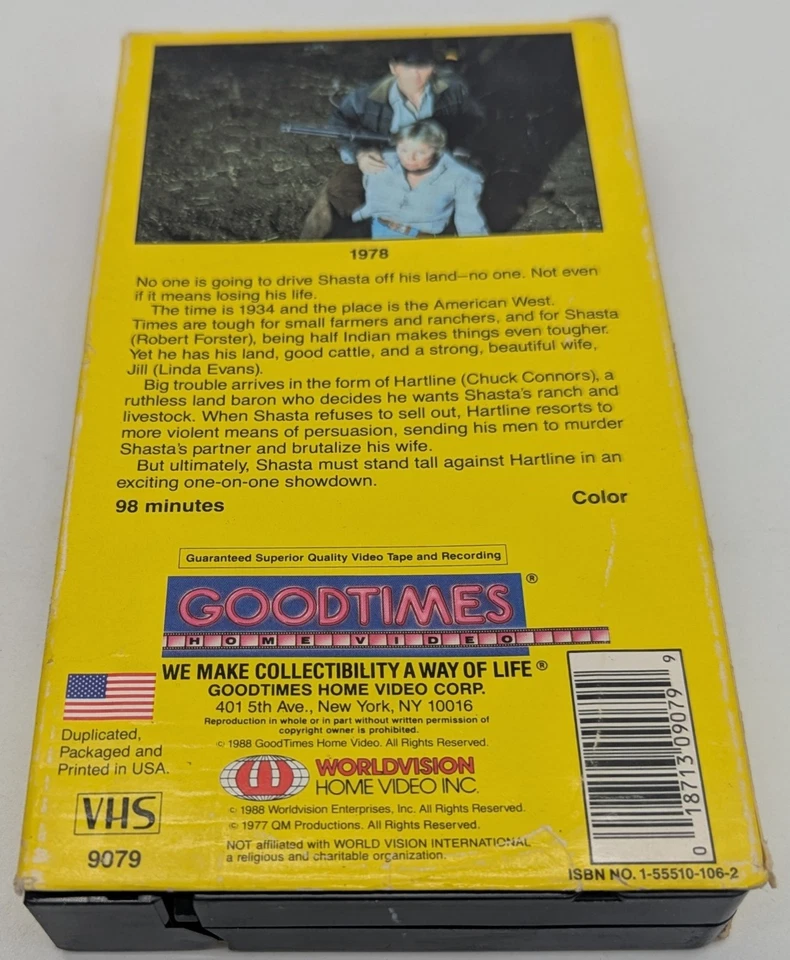 1978
No one is going to drive Shasta off his land—no one. Not even
if it means losing his life.
The time is 1934 and the place is the American West.
Times are tough for small farmers and ranchers, and for Shasta
(Robert Forster), being half Indian makes things even tougher.
Yet he has his land, good cattle, and a strong, beautiful wife,
Jill (Linda Evans).
Big trouble arrives in the form of Hartline (Chuck Connors), a
ruthless land baron who decides he wants Shasta's ranch and
livestock. When Shasta refuses to sell out, Hartline resorts to
more violent means of persuasion, sending his men to murder
Shasta's partner and brutalize his wife.
But ultimately, Shasta must stand tall against Hartline in an
exciting one-on-one showdown.
98 minutes
Color
Guaranteed Superior Quality Video Tape and Recording
GOODTIMES®
HOME VIDEO
WE MAKE COLLECTIBILITY A WAY OF LIFE®
GOODTIMES HOME VIDEO CORP.
401 5th Ave., New York, NY 10016
Reproduction in whole or in part without written permission of
copyright owner is prohibited.
© 1988 GoodTimes Home Video. All Rights Reserved.
Duplicated,
Packaged and
Printed in USA.
VHS
9079
WORLDVISION
HOME VIDEO INC.
© 1988 Worldvision Enterprises, Inc. All Rights Reserved.
© 1977 QM Productions. All Rights Reserved.
NOT affiliated with WORLD VISION INTERNATIONAL
a religious and charitable organization.
0 18713 09079 9
ISBN NO. 1-55510-106-2